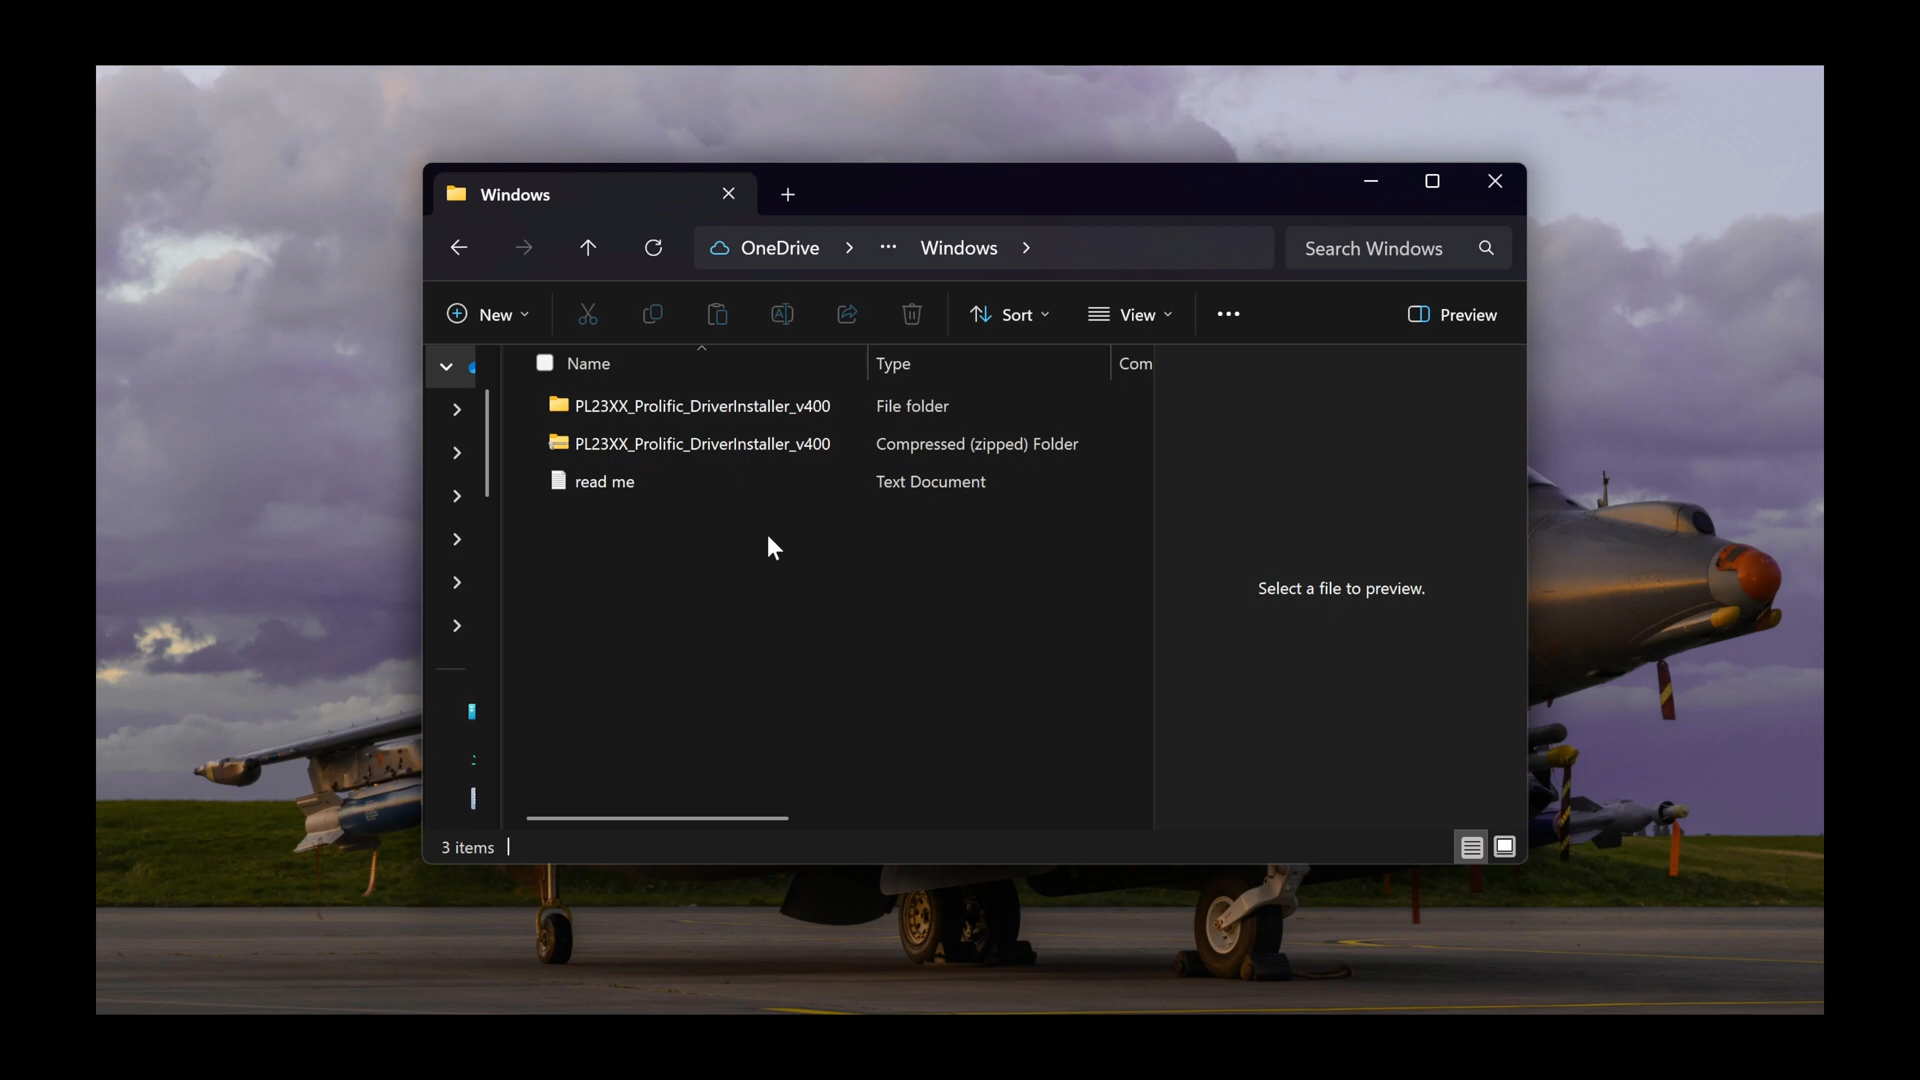 Windows
OneDrive > ... Windows >
Search Windows
New
Sort
View
Preview
Name Type Com
PL23XX_Prolific_DriverInstaller_v400 File folder
PL23XX_Prolific_DriverInstaller_v400 Compressed (zipped) Folder
read me Text Document
Select a file to preview.
3 items